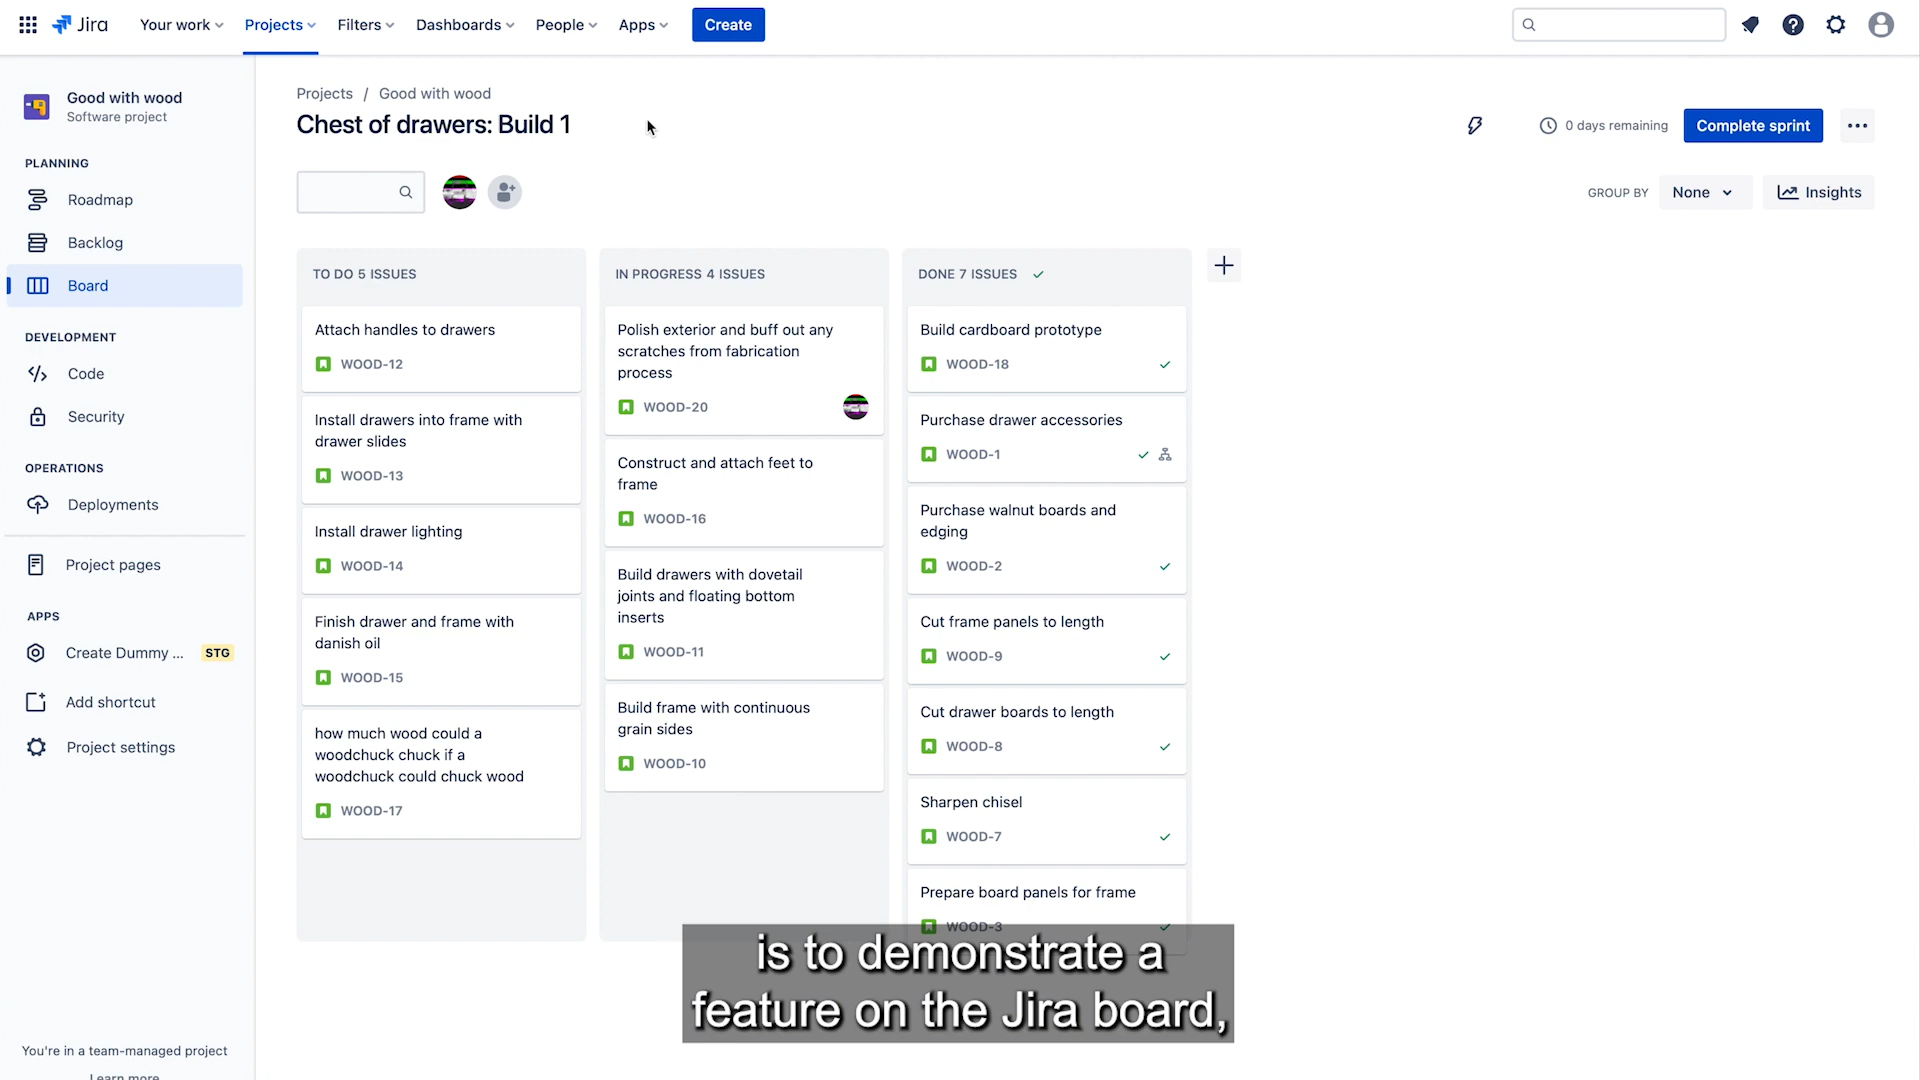 Jira
Your work
Projects
Filters
Dashboards
People
Apps
Create
Good with wood
Software project
PLANNING
Roadmap
Backlog
Board
DEVELOPMENT
Code
Security
OPERATIONS
Deployments
Project pages
APPS
Create Dummy ... STG
Add shortcut
Project settings
You're in a team-managed project
Learn more
Projects / Good with wood
Chest of drawers: Build 1
0 days remaining
Complete sprint
GROUP BY
None
Insights
TO DO 5 ISSUES
Attach handles to drawers
WOOD-12
Install drawers into frame with
drawer slides
WOOD-13
Install drawer lighting
WOOD-14
Finish drawer and frame with
danish oil
WOOD-15
how much wood could a
woodchuck chuck if a
woodchuck could chuck wood
WOOD-17
IN PROGRESS 4 ISSUES
Polish exterior and buff out any
scratches from fabrication
process
WOOD-20
Construct and attach feet to
frame
WOOD-16
Build drawers with dovetail
joints and floating bottom
inserts
WOOD-11
Build frame with continuous
grain sides
WOOD-10
DONE 7 ISSUES
Build cardboard prototype
WOOD-18
Purchase drawer accessories
WOOD-1
Purchase walnut boards and
edging
WOOD-2
Cut frame panels to length
WOOD-9
Cut drawer boards to length
WOOD-8
Sharpen chisel
WOOD-7
Prepare board panels for frame
WOOD-3
is to demonstrate a
feature on the Jira board,